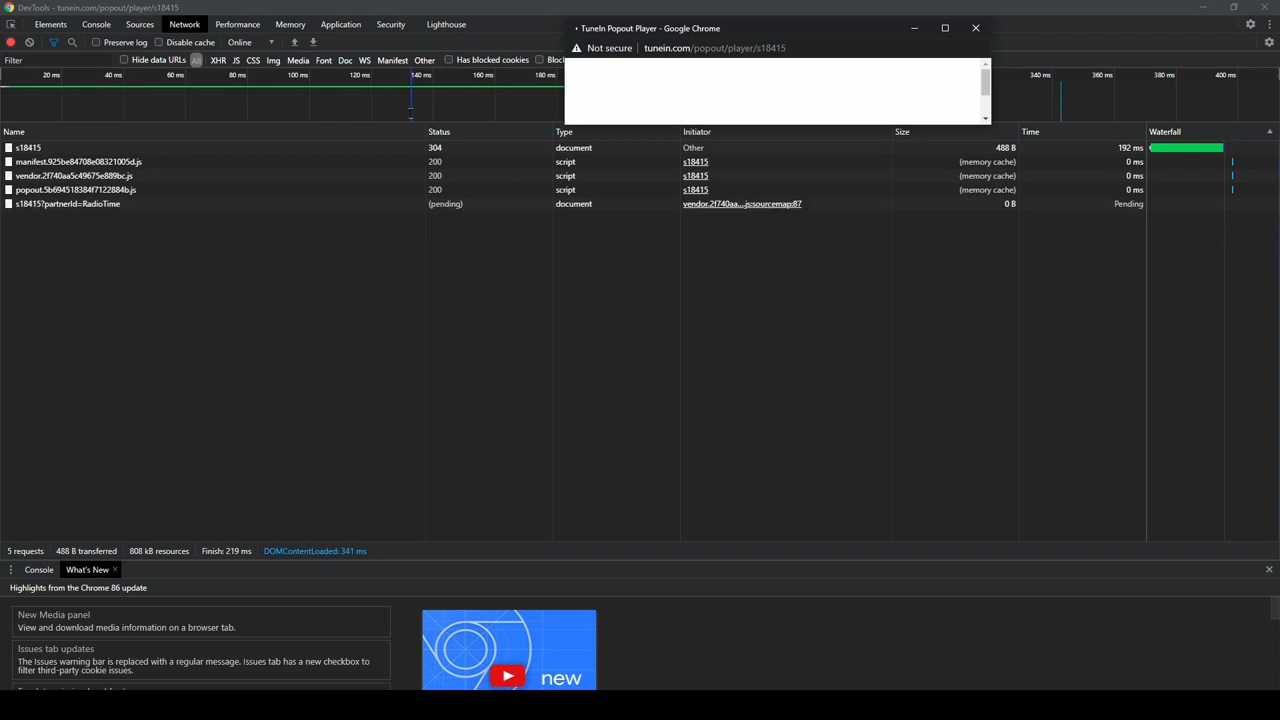 DevTools - tunein.com/popout/player/s18415
Elements Console Sources Network Performance Memory Application Security Lighthouse
TuneIn Popout Player - Google Chrome
Preserve log Disable cache Online
Not secure tunein.com/popout/player/s18415
Filter Hide data URLs All XHR JS CSS Img Media Font Doc WS Manifest Other Has blocked cookies Bloc
20 ms 40 ms 60 ms 80 ms 100 ms 120 ms 140 ms 160 ms 180 ms 340 ms 360 ms 380 ms 400 ms
Name Status Type Initiator Size Time Waterfall
s18415 304 document Other 488 B 192 ms
manifest.925be84708e08321005d.js 200 script s18415 (memory cache) 0 ms
vendor.2f740aa5c49675e889bc.js 200 script s18415 (memory cache) 0 ms
popout.5b694518384f7122884b.js 200 script s18415 (memory cache) 0 ms
s18415?partnerId=RadioTime (pending) document vendor.2f740aa....js:sourcemap:87 0 B Pending
5 requests 488 B transferred 808 kB resources Finish: 219 ms DOMContentLoaded: 341 ms
Console What's New
Highlights from the Chrome 86 update
New Media panel
View and download media information on a browser tab.
Issues tab updates
The Issues warning bar is replaced with a regular message. Issues tab has a new checkbox to
filter third-party cookie issues.
new